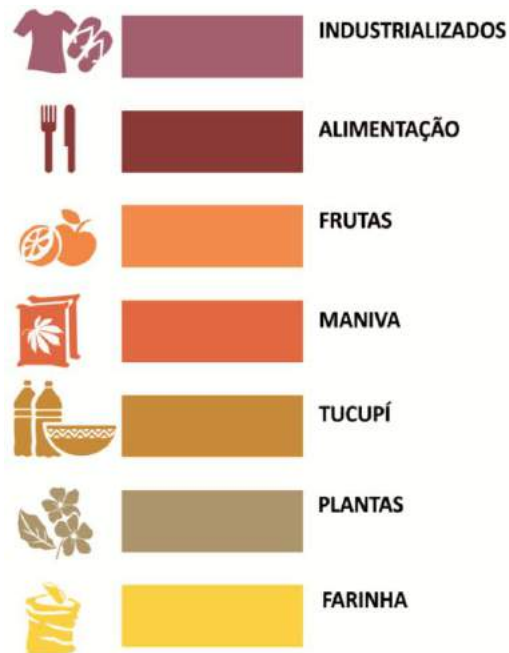 INDUSTRIALIZADOS
ALIMENTAÇÃO
FRUTAS
MANIVA
TUCUPÍ
PLANTAS
FARINHA